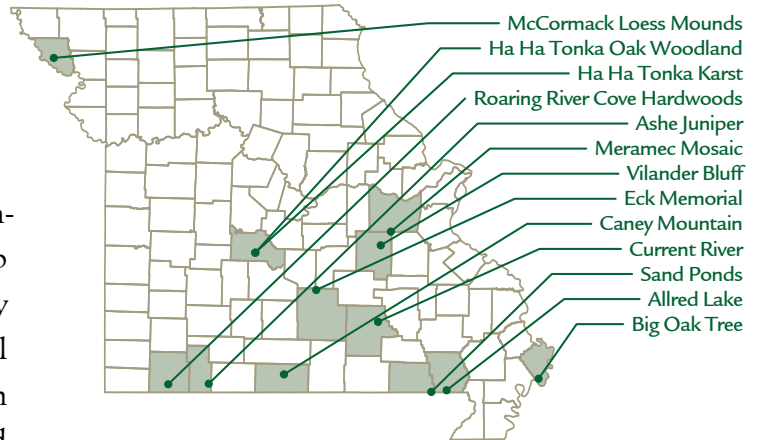 McCormack Loess Mounds
Ha Ha Tonka Oak Woodland
Ha Ha Tonka Karst
Roaring River Cove Hardwoods
Ashe Juniper
Meramec Mosaic
Vilander Bluff
Eck Memorial
Caney Mountain
Current River
Sand Ponds
Allred Lake
Big Oak Tree
n-
y
l
n